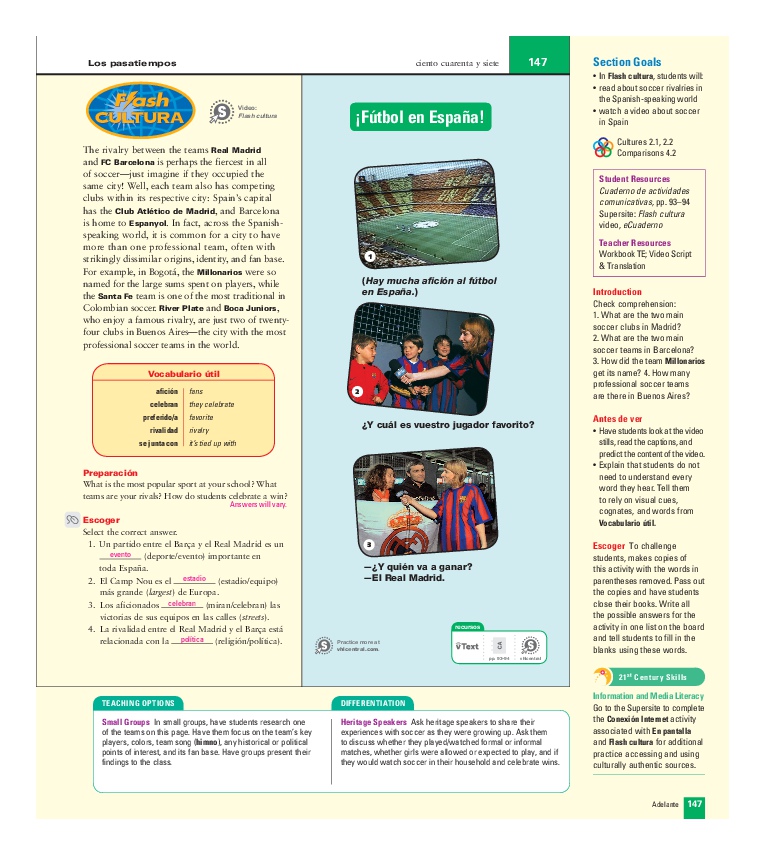 Los pasatiempos
ciento cuarenta y siete
147
Flash
CULTURA
Video:
Flash cultura
The rivalry between the teams Real Madrid
and FC Barcelona is perhaps the fiercest in all
of soccer—just imagine if they occupied the
same city! Well, each team also has competing
clubs within its respective city: Spain's capital
has the Club Atlético de Madrid, and Barcelona
is home to Espanyol. In fact, across the Spanish-
speaking world, it is common for a city to have
more than one professional team, often with
strikingly dissimilar origins, identity, and fan base.
For example, in Bogotá, the Millonarios were so
named for the large sums spent on players, while
the Santa Fe team is one of the most traditional in
Colombian soccer. River Plate and Boca Juniors,
who enjoy a famous rivalry, are just two of twenty-
four clubs in Buenos Aires—the city with the most
professional soccer teams in the world.
Vocabulario útil
afición fans
celebran they celebrate
preferido/a favorite
rivalidad rivalry
se junta con it's tied up with
Preparación
What is the most popular sport at your school? What
teams are your rivals? How do students celebrate a win?
Answers will vary.
Escoger
Select the correct answer.
1. Un partido entre el Barça y el Real Madrid es un
evento (deporte/evento) importante en
toda España.
2. El Camp Nou es el estadio (estadio/equipo)
más grande (largest) de Europa.
3. Los aficionados celebran (miran/celebran) las
victorias de sus equipos en las calles (streets).
4. La rivalidad entre el Real Madrid y el Barça está
relacionada con la política (religión/política).
¡Fútbol en España!
1
(Hay mucha afición al fútbol
en España.)
2
¿Y cuál es vuestro jugador favorito?
3
—¿Y quién va a ganar?
—El Real Madrid.
Practice more at
vhlcentral.com.
recursos
vText
CA
pp. 93–94
vhlcentral
Section Goals
• In Flash cultura, students will:
• read about soccer rivalries in
the Spanish-speaking world
• watch a video about soccer
in Spain
Cultures 2.1, 2.2
Comparisons 4.2
Student Resources
Cuaderno de actividades
comunicativas, pp. 93–94
Supersite: Flash cultura
video, eCuaderno
Teacher Resources
Workbook TE; Video Script
& Translation
Introduction
Check comprehension:
1. What are the two main
soccer clubs in Madrid?
2. What are the two main
soccer teams in Barcelona?
3. How did the team Millonarios
get its name? 4. How many
professional soccer teams
are there in Buenos Aires?
Antes de ver
• Have students look at the video
stills, read the captions, and
predict the content of the video.
• Explain that students do not
need to understand every
word they hear. Tell them
to rely on visual cues,
cognates, and words from
Vocabulario útil.
Escoger To challenge
students, makes copies of
this activity with the words in
parentheses removed. Pass out
the copies and have students
close their books. Write all
the possible answers for the
activity in one list on the board
and tell students to fill in the
blanks using these words.
21st Century Skills
Information and Media Literacy
Go to the Supersite to complete
the Conexión Internet activity
associated with En pantalla
and Flash cultura for additional
practice accessing and using
culturally authentic sources.
TEACHING OPTIONS
Small Groups In small groups, have students research one
of the teams on this page. Have them focus on the team's key
players, colors, team song (himno), any historical or political
points of interest, and its fan base. Have groups present their
findings to the class.
DIFFERENTIATION
Heritage Speakers Ask heritage speakers to share their
experiences with soccer as they were growing up. Ask them
to discuss whether they played/watched formal or informal
matches, whether girls were allowed or expected to play, and if
they would watch soccer in their household and celebrate wins.
Adelante 147